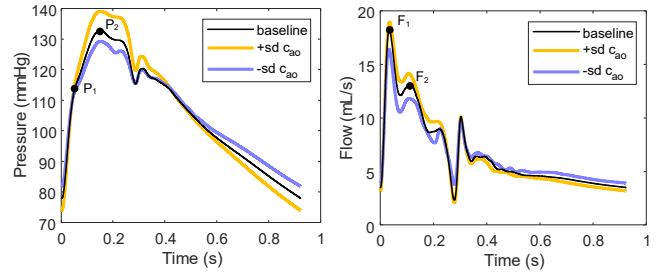 140
130
120
110
100
90
80
70
Pressure (mmHg)
0
0.2
0.4
0.6
0.8
1
Time (s)
P₁
P₂
baseline
+sd cₐₒ
-sd cₐₒ
20
15
10
5
0
Flow (mL/s)
0
0.2
0.4
0.6
0.8
1
Time (s)
F₁
F₂
baseline
+sd cₐₒ
-sd cₐₒ